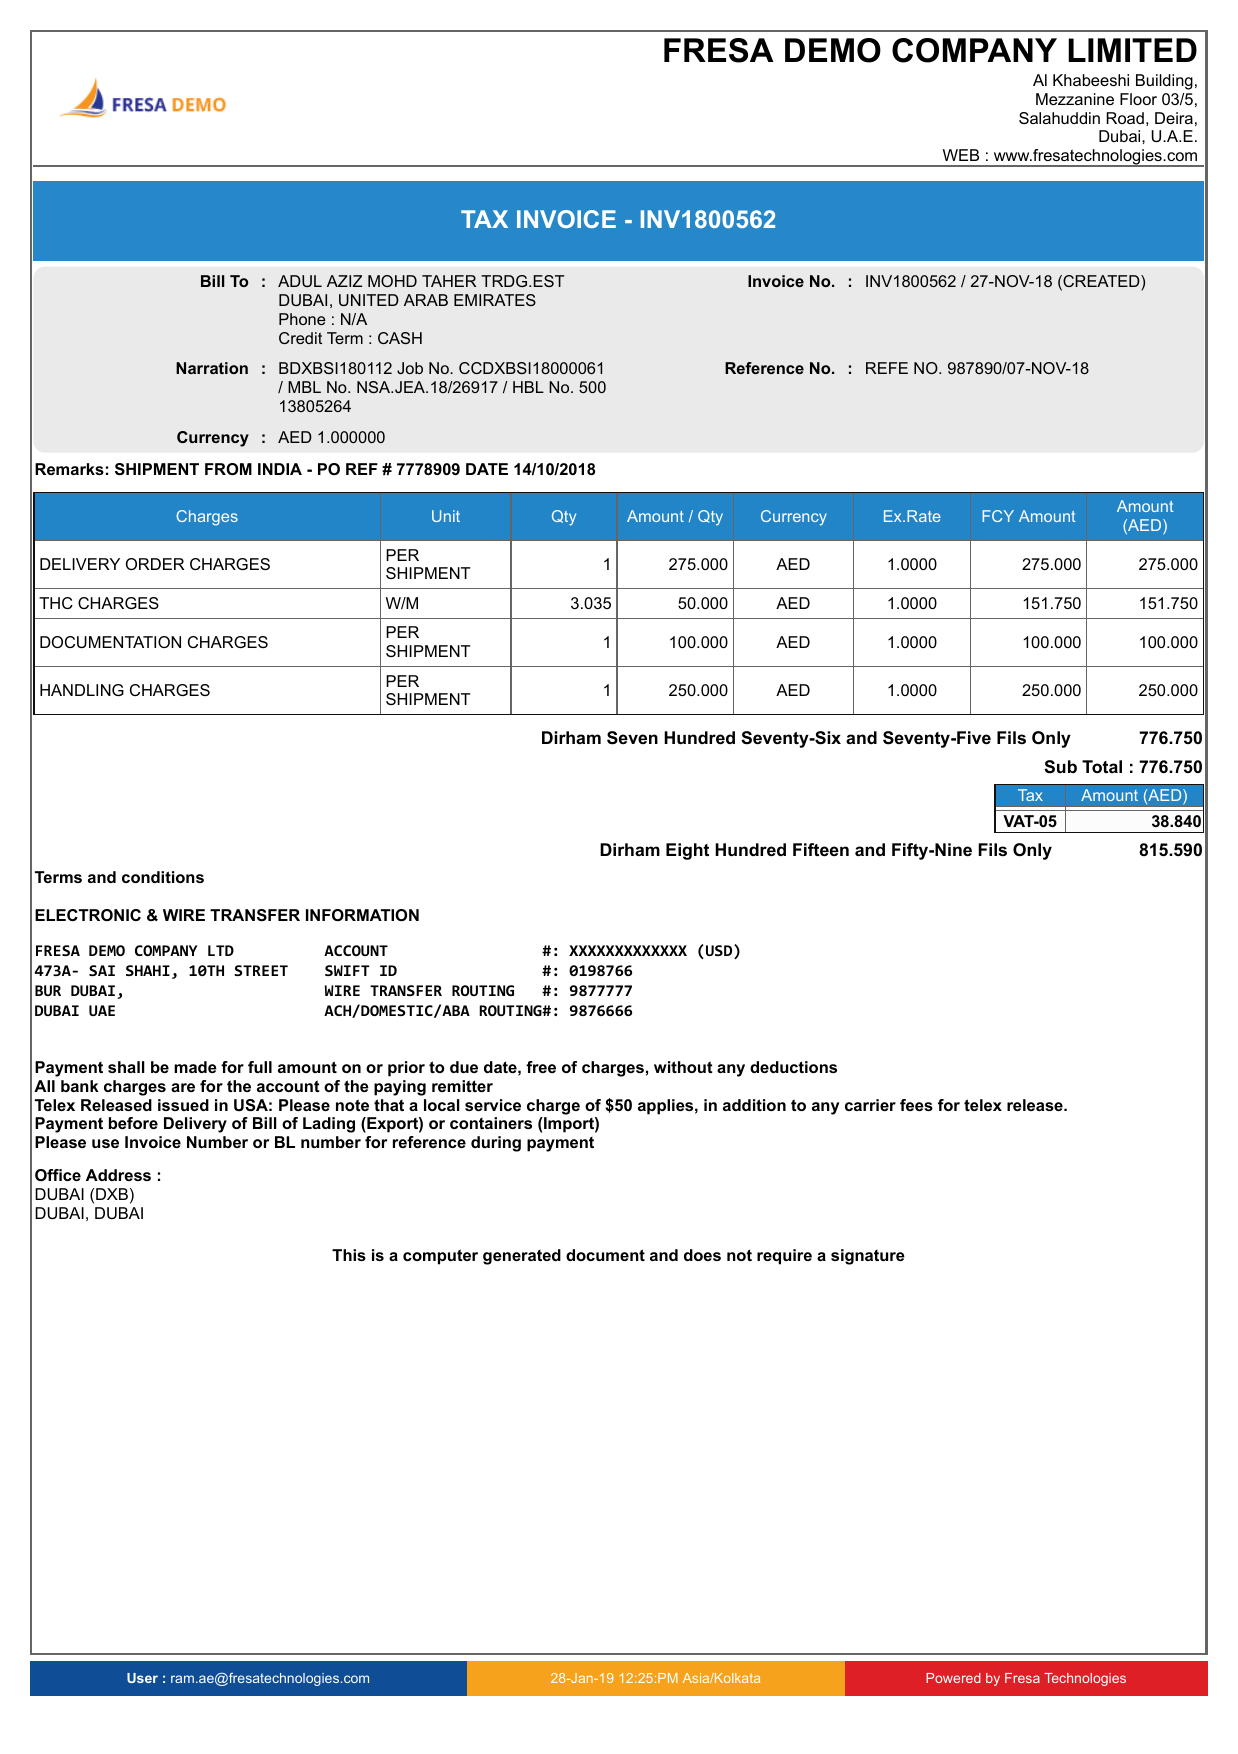 FRESA DEMO COMPANY LIMITED
FRESA DEMO
Al Khabeeshi Building,
Mezzanine Floor 03/5,
Salahuddin Road, Deira,
Dubai, U.A.E.
WEB : www.fresatechnologies.com
TAX INVOICE - INV1800562
Bill To : ADUL AZIZ MOHD TAHER TRDG.EST
DUBAI, UNITED ARAB EMIRATES
Phone : N/A
Credit Term : CASH
Invoice No. : INV1800562 / 27-NOV-18 (CREATED)
Narration : BDXBSI180112 Job No. CCDXBSI18000061
/ MBL No. NSA.JEA.18/26917 / HBL No. 500
13805264
Reference No. : REFE NO. 987890/07-NOV-18
Currency : AED 1.000000
Remarks: SHIPMENT FROM INDIA - PO REF # 7778909 DATE 14/10/2018
Charges Unit Qty Amount / Qty Currency Ex.Rate FCY Amount Amount (AED)
DELIVERY ORDER CHARGES PER SHIPMENT 1 275.000 AED 1.0000 275.000 275.000
THC CHARGES W/M 3.035 50.000 AED 1.0000 151.750 151.750
DOCUMENTATION CHARGES PER SHIPMENT 1 100.000 AED 1.0000 100.000 100.000
HANDLING CHARGES PER SHIPMENT 1 250.000 AED 1.0000 250.000 250.000
Dirham Seven Hundred Seventy-Six and Seventy-Five Fils Only 776.750
Sub Total : 776.750
Tax Amount (AED)
VAT-05 38.840
Dirham Eight Hundred Fifteen and Fifty-Nine Fils Only 815.590
Terms and conditions
ELECTRONIC & WIRE TRANSFER INFORMATION
FRESA DEMO COMPANY LTD ACCOUNT #: XXXXXXXXXXXXX (USD)
473A- SAI SHAHI, 10TH STREET SWIFT ID #: 0198766
BUR DUBAI, WIRE TRANSFER ROUTING #: 9877777
DUBAI UAE ACH/DOMESTIC/ABA ROUTING#: 9876666
Payment shall be made for full amount on or prior to due date, free of charges, without any deductions
All bank charges are for the account of the paying remitter
Telex Released issued in USA: Please note that a local service charge of $50 applies, in addition to any carrier fees for telex release.
Payment before Delivery of Bill of Lading (Export) or containers (Import)
Please use Invoice Number or BL number for reference during payment
Office Address :
DUBAI (DXB)
DUBAI, DUBAI
This is a computer generated document and does not require a signature
User : ram.ae@fresatechnologies.com 28-Jan-19 12:25:PM Asia/Kolkata Powered by Fresa Technologies